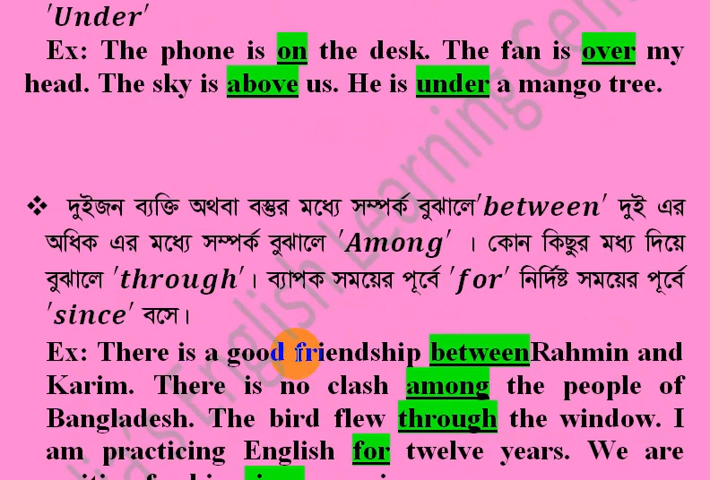 'Under'
Ex: The phone is on the desk. The fan is over my
head. The sky is above us. He is under a mango tree.
❖ দুইজন ব্যক্তি অথবা বস্তুর মধ্যে সম্পর্ক বুঝালে'between' দুই এর
অধিক এর মধ্যে সম্পর্ক বুঝালে 'Among' । কোন কিছুর মধ্য দিয়ে
বুঝালে 'through'। ব্যাপক সময়ের পূর্বে 'for' নির্দিষ্ট সময়ের পূর্বে
'since' বসে।
Ex: There is a good friendship betweenRahmin and
Karim. There is no clash among the people of
Bangladesh. The bird flew through the window. I
am practicing English for twelve years. We are
English Learning